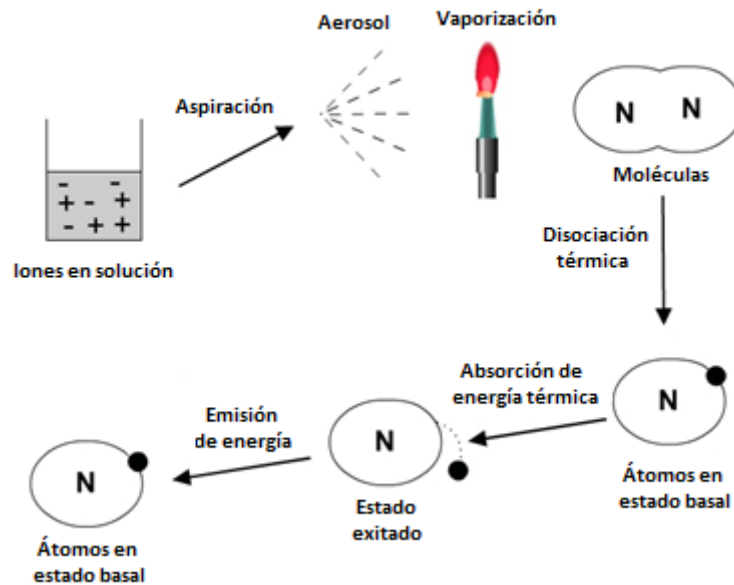 Aerosol
Vaporización
Aspiración
- -
+ - +
- + +
Iones en solución
N N
Moléculas
Disociación
térmica
N
Átomos en
estado basal
Absorción de
energía térmica
N
Estado
exitado
Emisión
de energía
N
Átomos en
estado basal